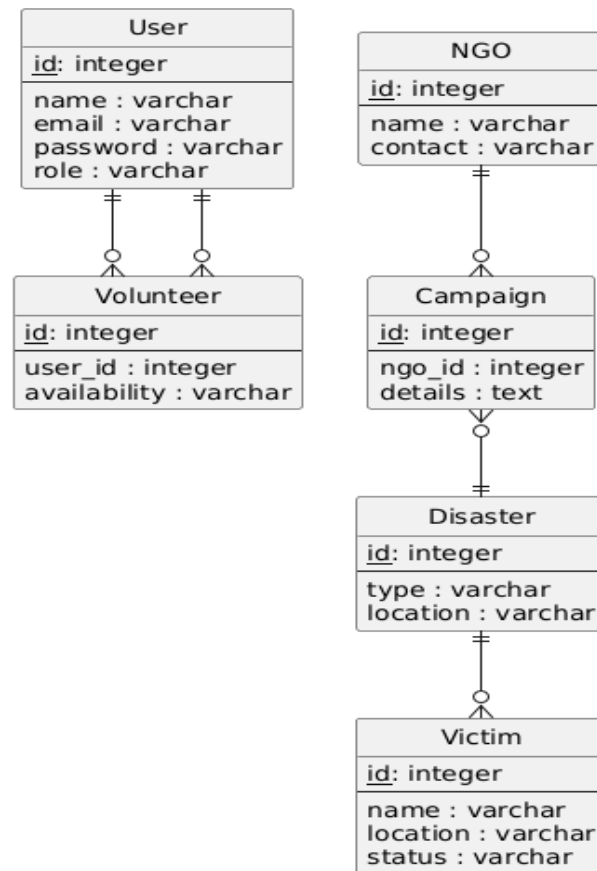 User
id: integer
name : varchar
email : varchar
password : varchar
role : varchar
Volunteer
id: integer
user_id : integer
availability : varchar
NGO
id: integer
name : varchar
contact : varchar
Campaign
id: integer
ngo_id : integer
details : text
Disaster
id: integer
type : varchar
location : varchar
Victim
id: integer
name : varchar
location : varchar
status : varchar